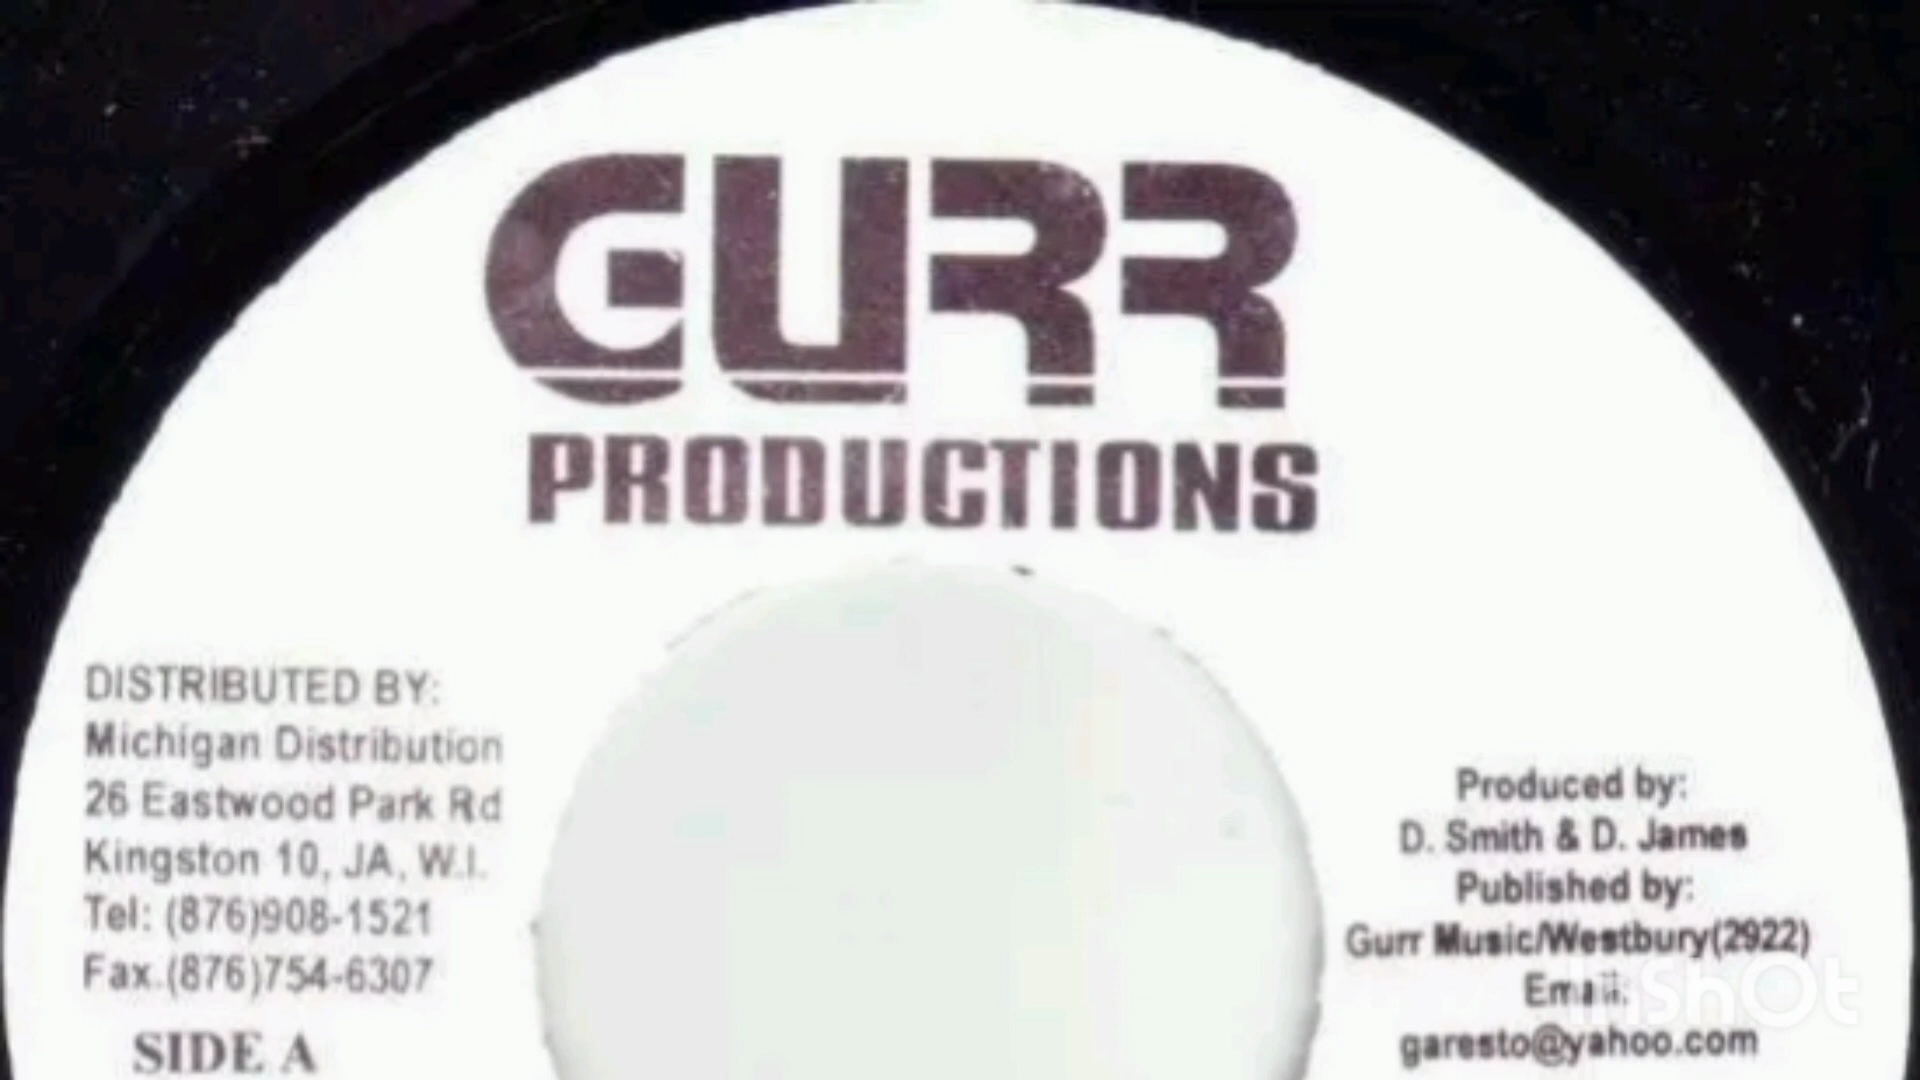 GURR
PRODUCTIONS
DISTRIBUTED BY:
Michigan Distribution
26 Eastwood Park Rd
Kingston 10, JA, W.I.
Tel: (876)908-1521
Fax.(876)754-6307
SIDE A
Produced by:
D. Smith & D. James
Published by:
Gurr Music/Westbury(2922)
Email:
garesto@yahoo.com
InShOt